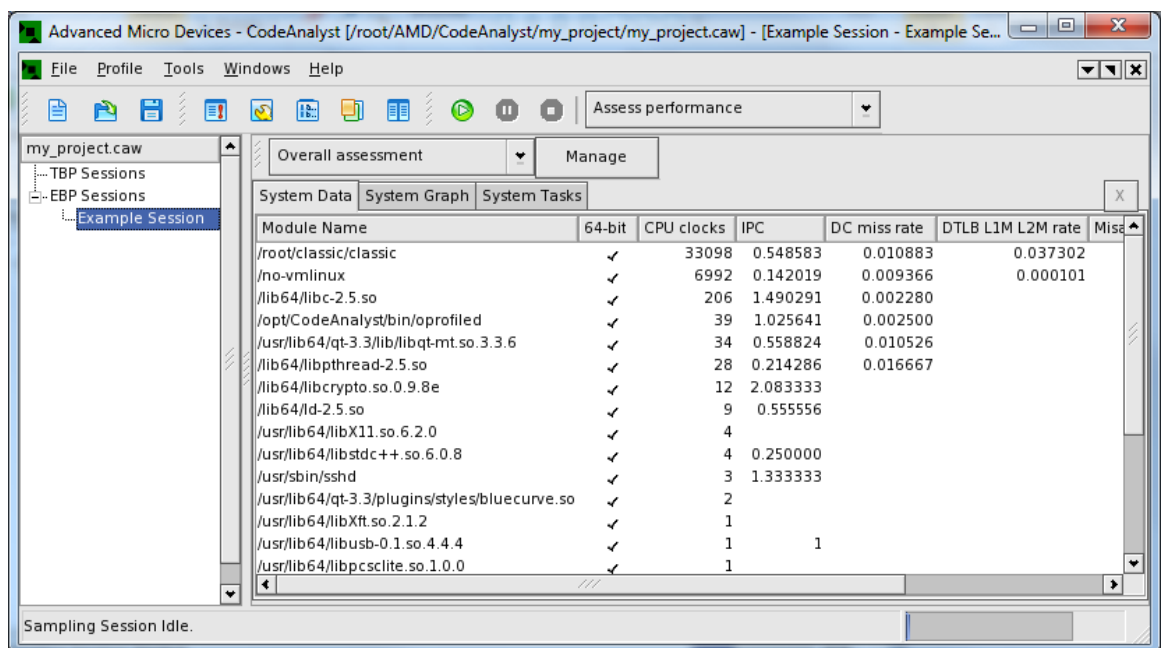 Advanced Micro Devices - CodeAnalyst [/root/AMD/CodeAnalyst/my_project/my_project.caw] - [Example Session - Example Se...
File Profile Tools Windows Help
Assess performance
my_project.caw
TBP Sessions
EBP Sessions
Example Session
Overall assessment Manage
System Data System Graph System Tasks X
Module Name 64-bit CPU clocks IPC DC miss rate DTLB L1M L2M rate Misa
/root/classic/classic ✓ 33098 0.548583 0.010883 0.037302
/no-vmlinux ✓ 6992 0.142019 0.009366 0.000101
/lib64/libc-2.5.so ✓ 206 1.490291 0.002280
/opt/CodeAnalyst/bin/oprofiled ✓ 39 1.025641 0.002500
/usr/lib64/qt-3.3/lib/libqt-mt.so.3.3.6 ✓ 34 0.558824 0.010526
/lib64/libpthread-2.5.so ✓ 28 0.214286 0.016667
/lib64/libcrypto.so.0.9.8e ✓ 12 2.083333
/lib64/ld-2.5.so ✓ 9 0.555556
/usr/lib64/libX11.so.6.2.0 ✓ 4
/usr/lib64/libstdc++.so.6.0.8 ✓ 4 0.250000
/usr/sbin/sshd ✓ 3 1.333333
/usr/lib64/qt-3.3/plugins/styles/bluecurve.so ✓ 2
/usr/lib64/libXft.so.2.1.2 ✓ 1
/usr/lib64/libusb-0.1.so.4.4.4 ✓ 1 1
/usr/lib64/libpcsclite.so.1.0.0 ✓ 1
Sampling Session Idle.